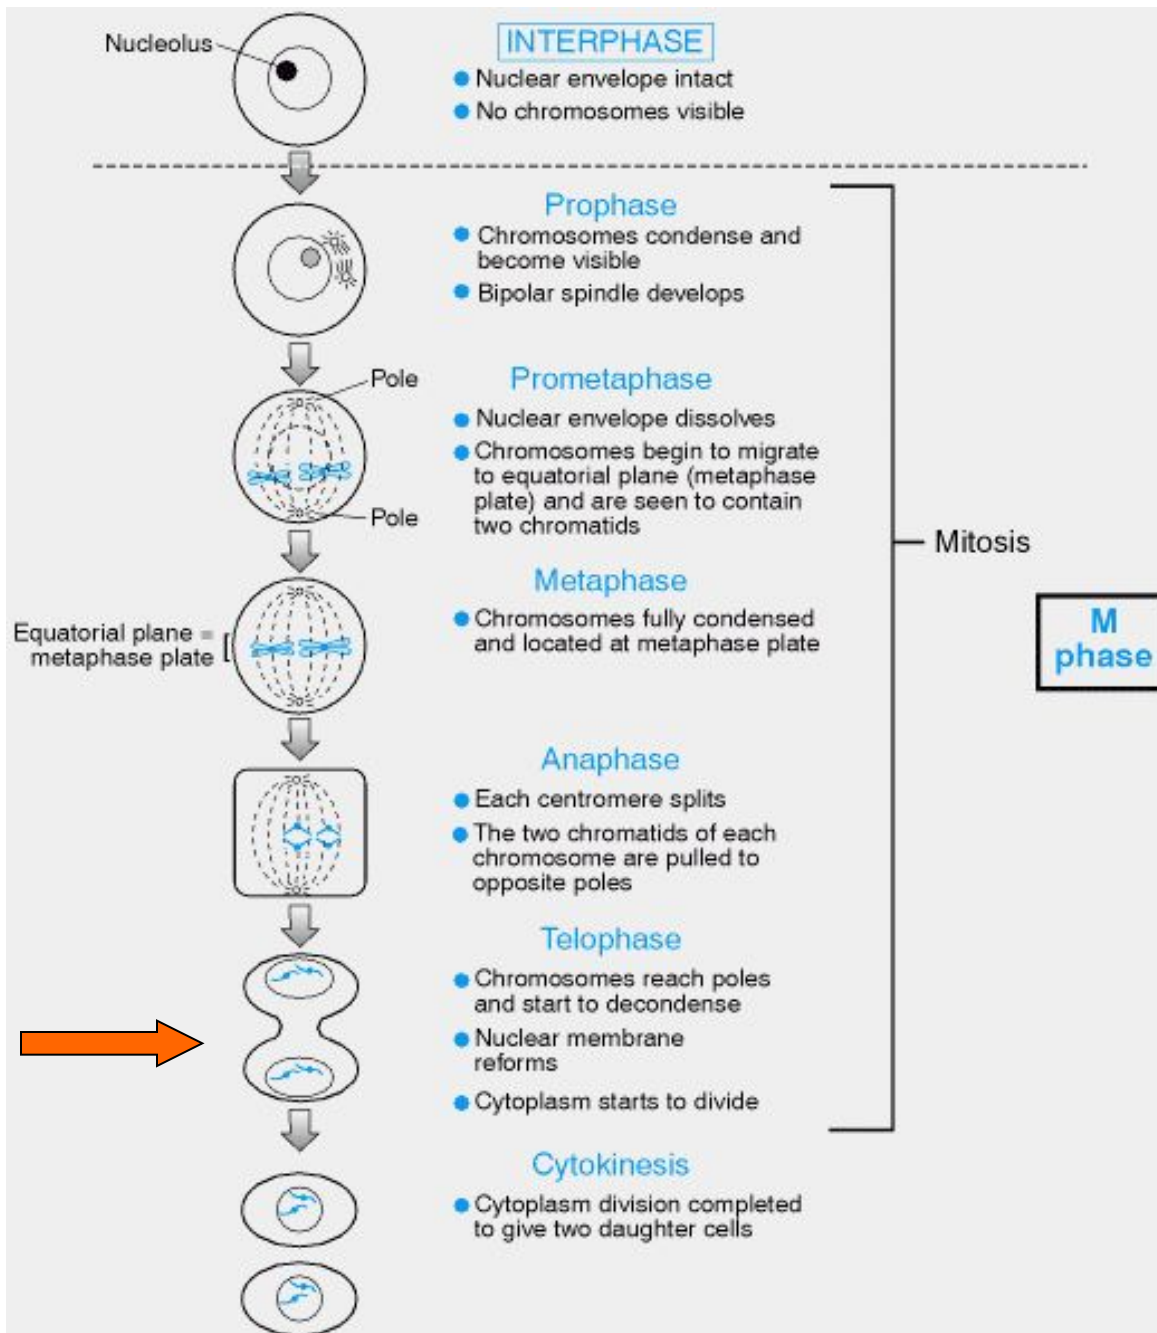 Nucleolus
INTERPHASE
Nuclear envelope intact
No chromosomes visible
Prophase
Chromosomes condense and
become visible
Bipolar spindle develops
Pole
Prometaphase
Nuclear envelope dissolves
Chromosomes begin to migrate
to equatorial plane (metaphase
plate) and are seen to contain
two chromatids
Pole
Mitosis
Metaphase
Chromosomes fully condensed
and located at metaphase plate
Equatorial plane =
metaphase plate
M
phase
Anaphase
Each centromere splits
The two chromatids of each
chromosome are pulled to
opposite poles
Telophase
Chromosomes reach poles
and start to decondense
Nuclear membrane
reforms
Cytoplasm starts to divide
Cytokinesis
Cytoplasm division completed
to give two daughter cells